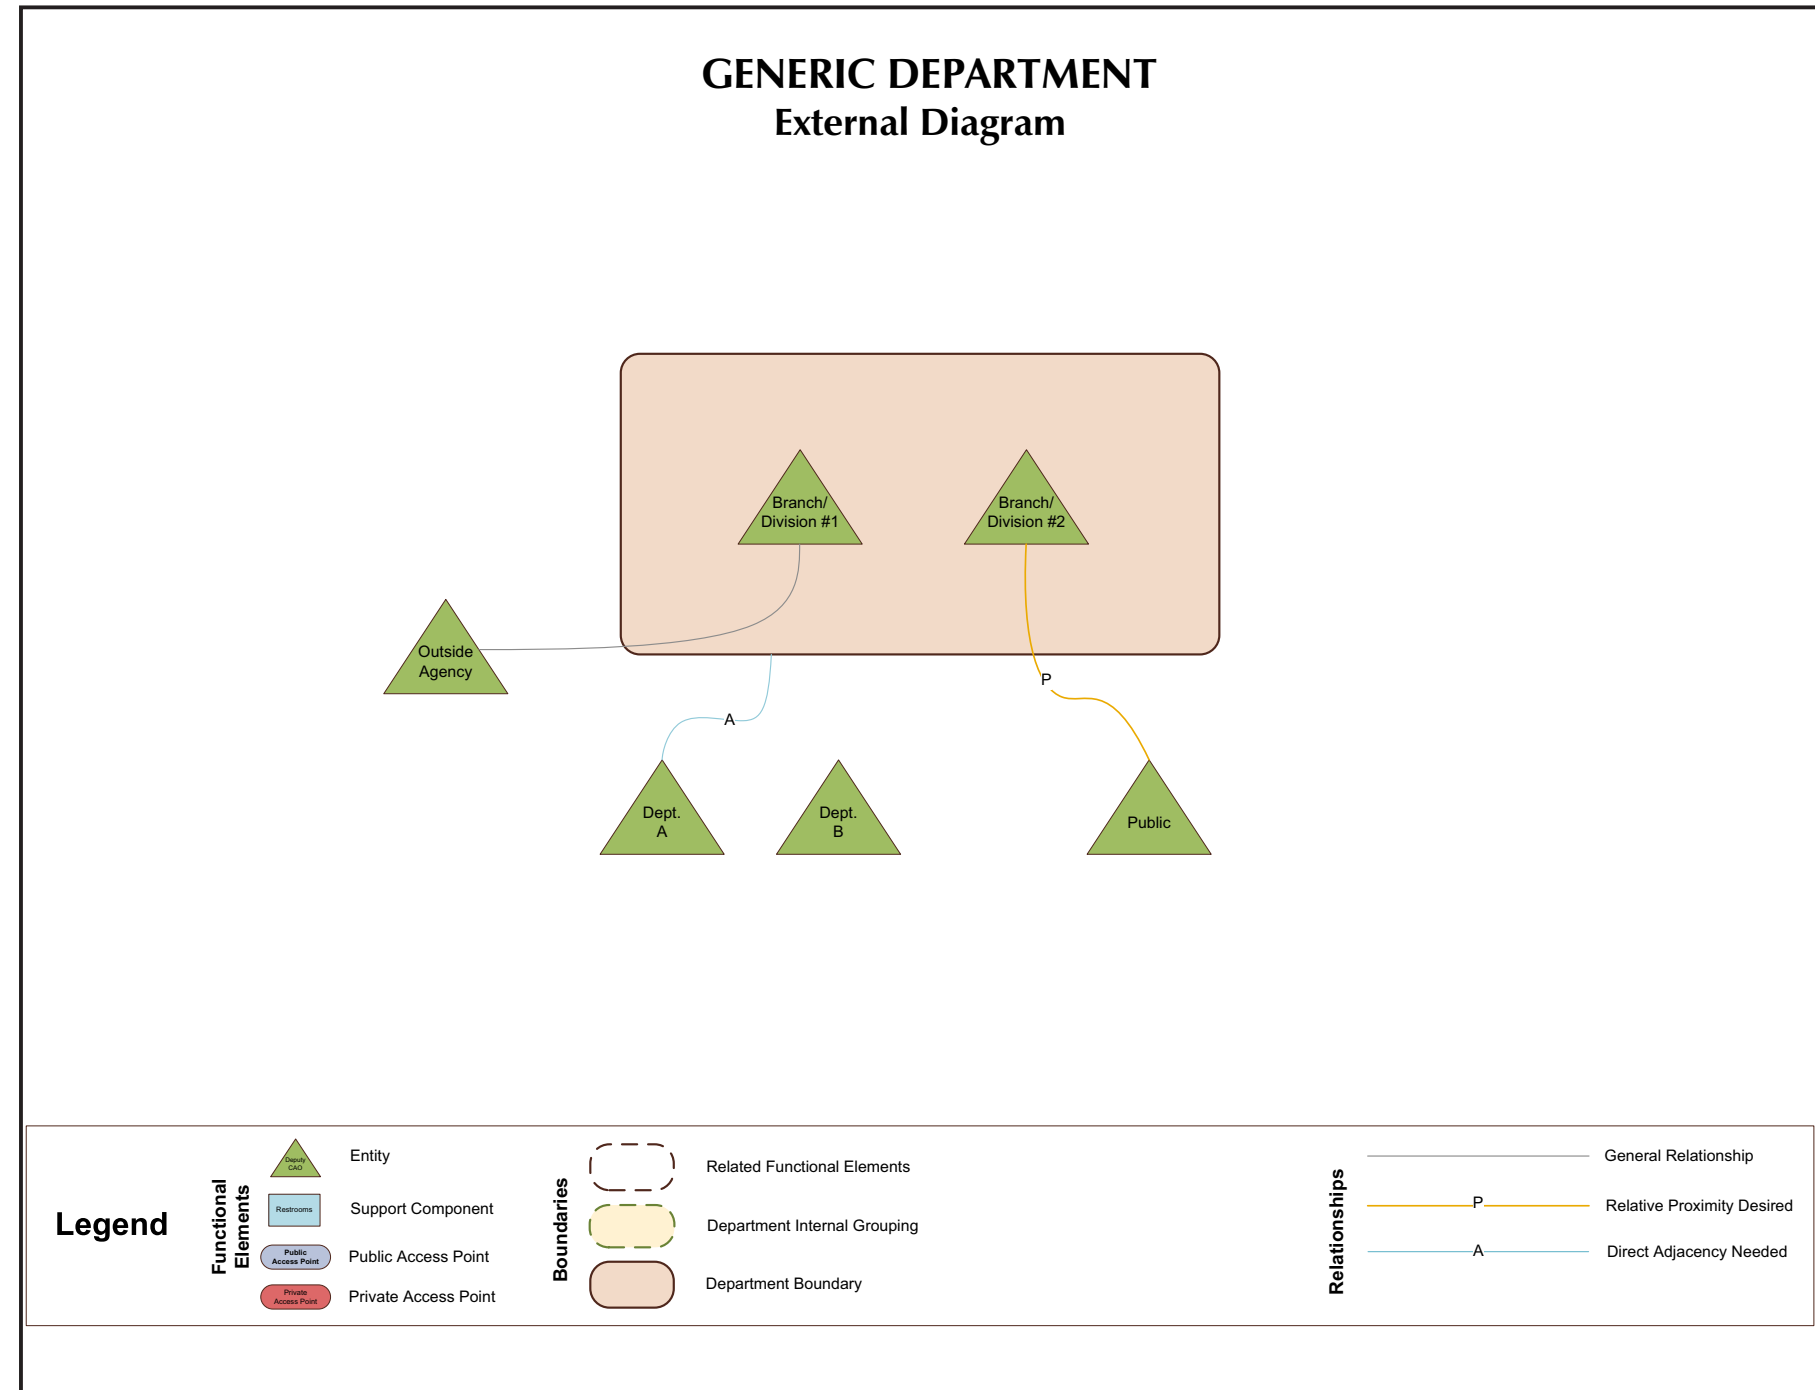 GENERIC DEPARTMENT
External Diagram
Branch/
Division #1
Branch/
Division #2
Outside
Agency
P
A
Dept.
A
Dept.
B
Public
Legend
Functional
Elements
Deputy
CAO
Entity
Restrooms
Support Component
Public
Access Point
Public Access Point
Private
Access Point
Private Access Point
Boundaries
Related Functional Elements
Department Internal Grouping
Department Boundary
Relationships
General Relationship
P
Relative Proximity Desired
A
Direct Adjacency Needed